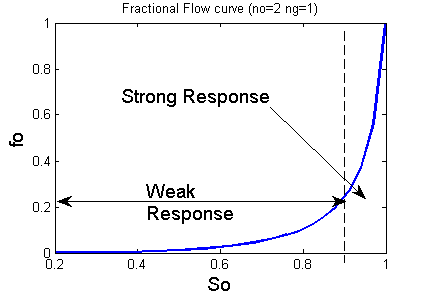 Fractional Flow curve (no=2 ng=1)
1
0.8
0.6
0.4
0.2
0
fo
Strong Response
Weak
Response
0.2
0.4
0.6
0.8
1
So